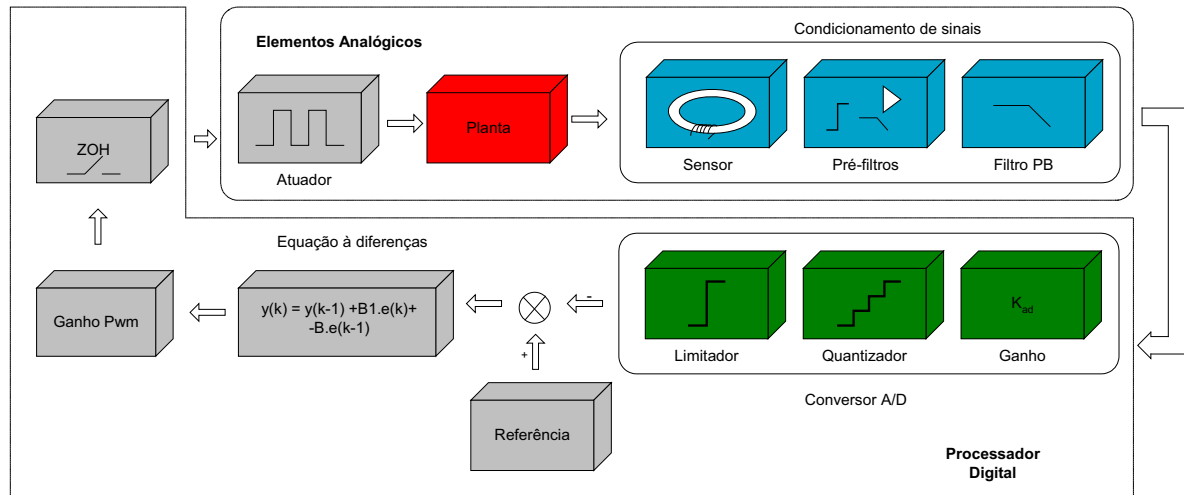 Elementos Analógicos
Condicionamento de sinais
ZOH
Planta
Atuador
Sensor
Pré-filtros
Filtro PB
Equação à diferenças
Ganho Pwm
y(k) = y(k-1) +B1.e(k)+
-B.e(k-1)
-
+
K_ad
Limitador
Quantizador
Ganho
Referência
Conversor A/D
Processador
Digital